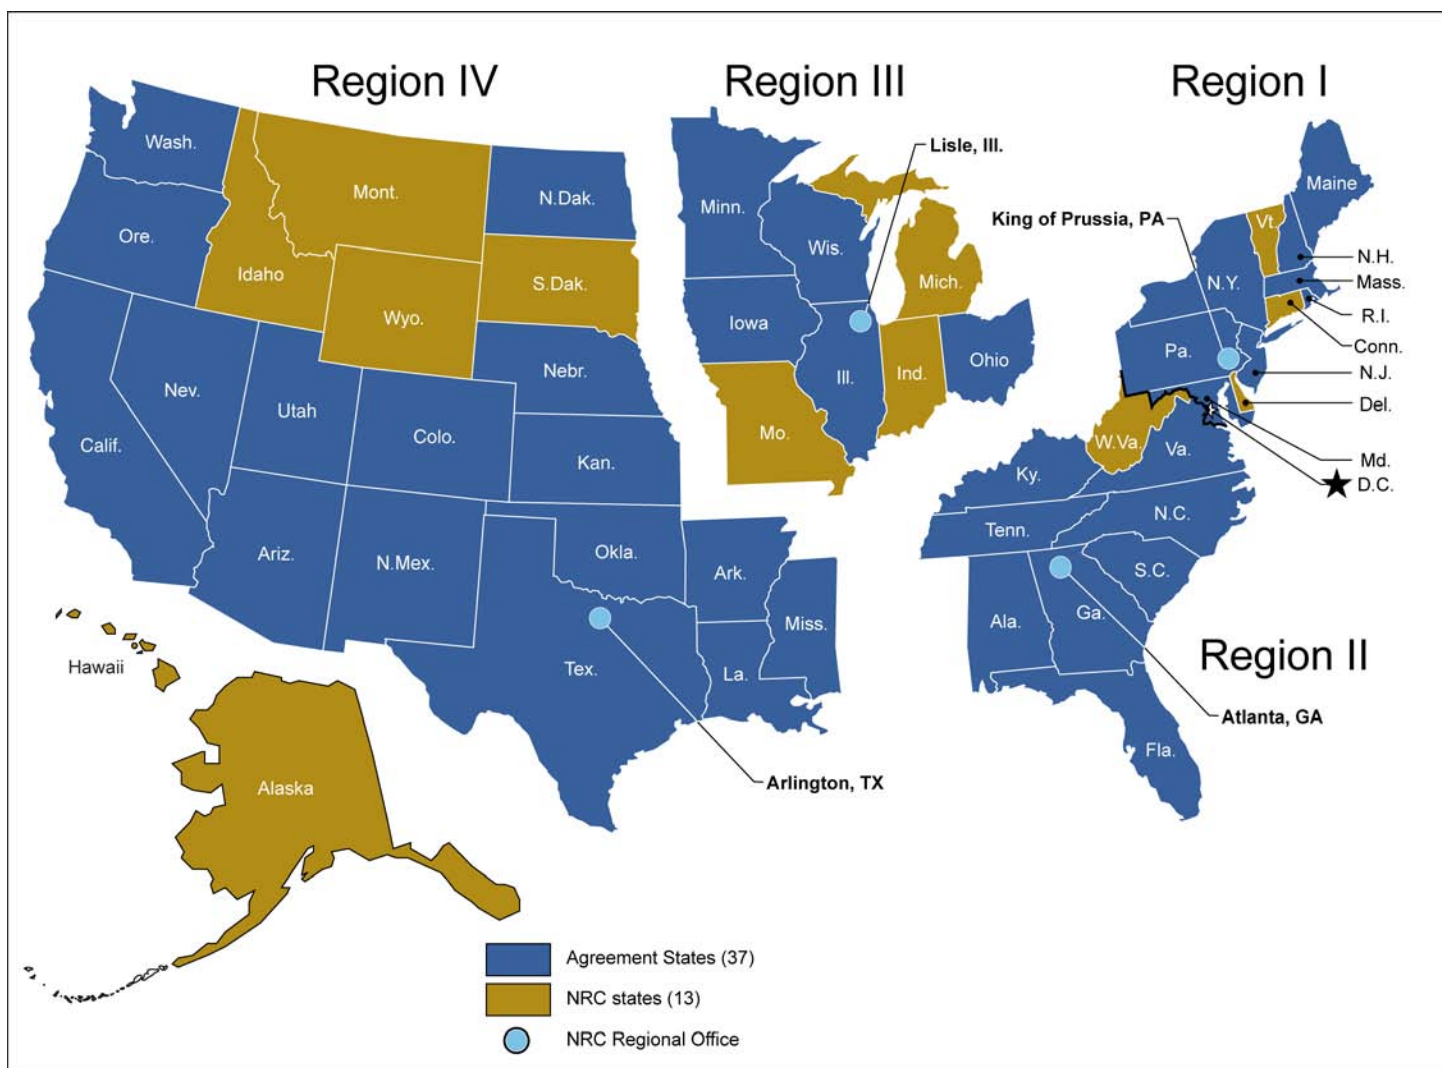 Region IV
Region III
Region I
Wash.
Mont.
N.Dak.
Ore.
Idaho
S.Dak.
Wyo.
Nebr.
Nev.
Utah
Colo.
Calif.
Kan.
Ariz.
N.Mex.
Okla.
Ark.
Tex.
Miss.
La.
Hawaii
Alaska
Arlington, TX
Lisle, Ill.
Minn.
Wis.
Mich.
Iowa
Ill.
Ind.
Ohio
Mo.
King of Prussia, PA
Maine
Vt.
N.H.
N.Y.
Mass.
R.I.
Conn.
Pa.
N.J.
Del.
W.Va.
Va.
Md.
D.C.
Ky.
N.C.
Tenn.
S.C.
Ala.
Ga.
Region II
Atlanta, GA
Fla.
Agreement States (37)
NRC states (13)
NRC Regional Office